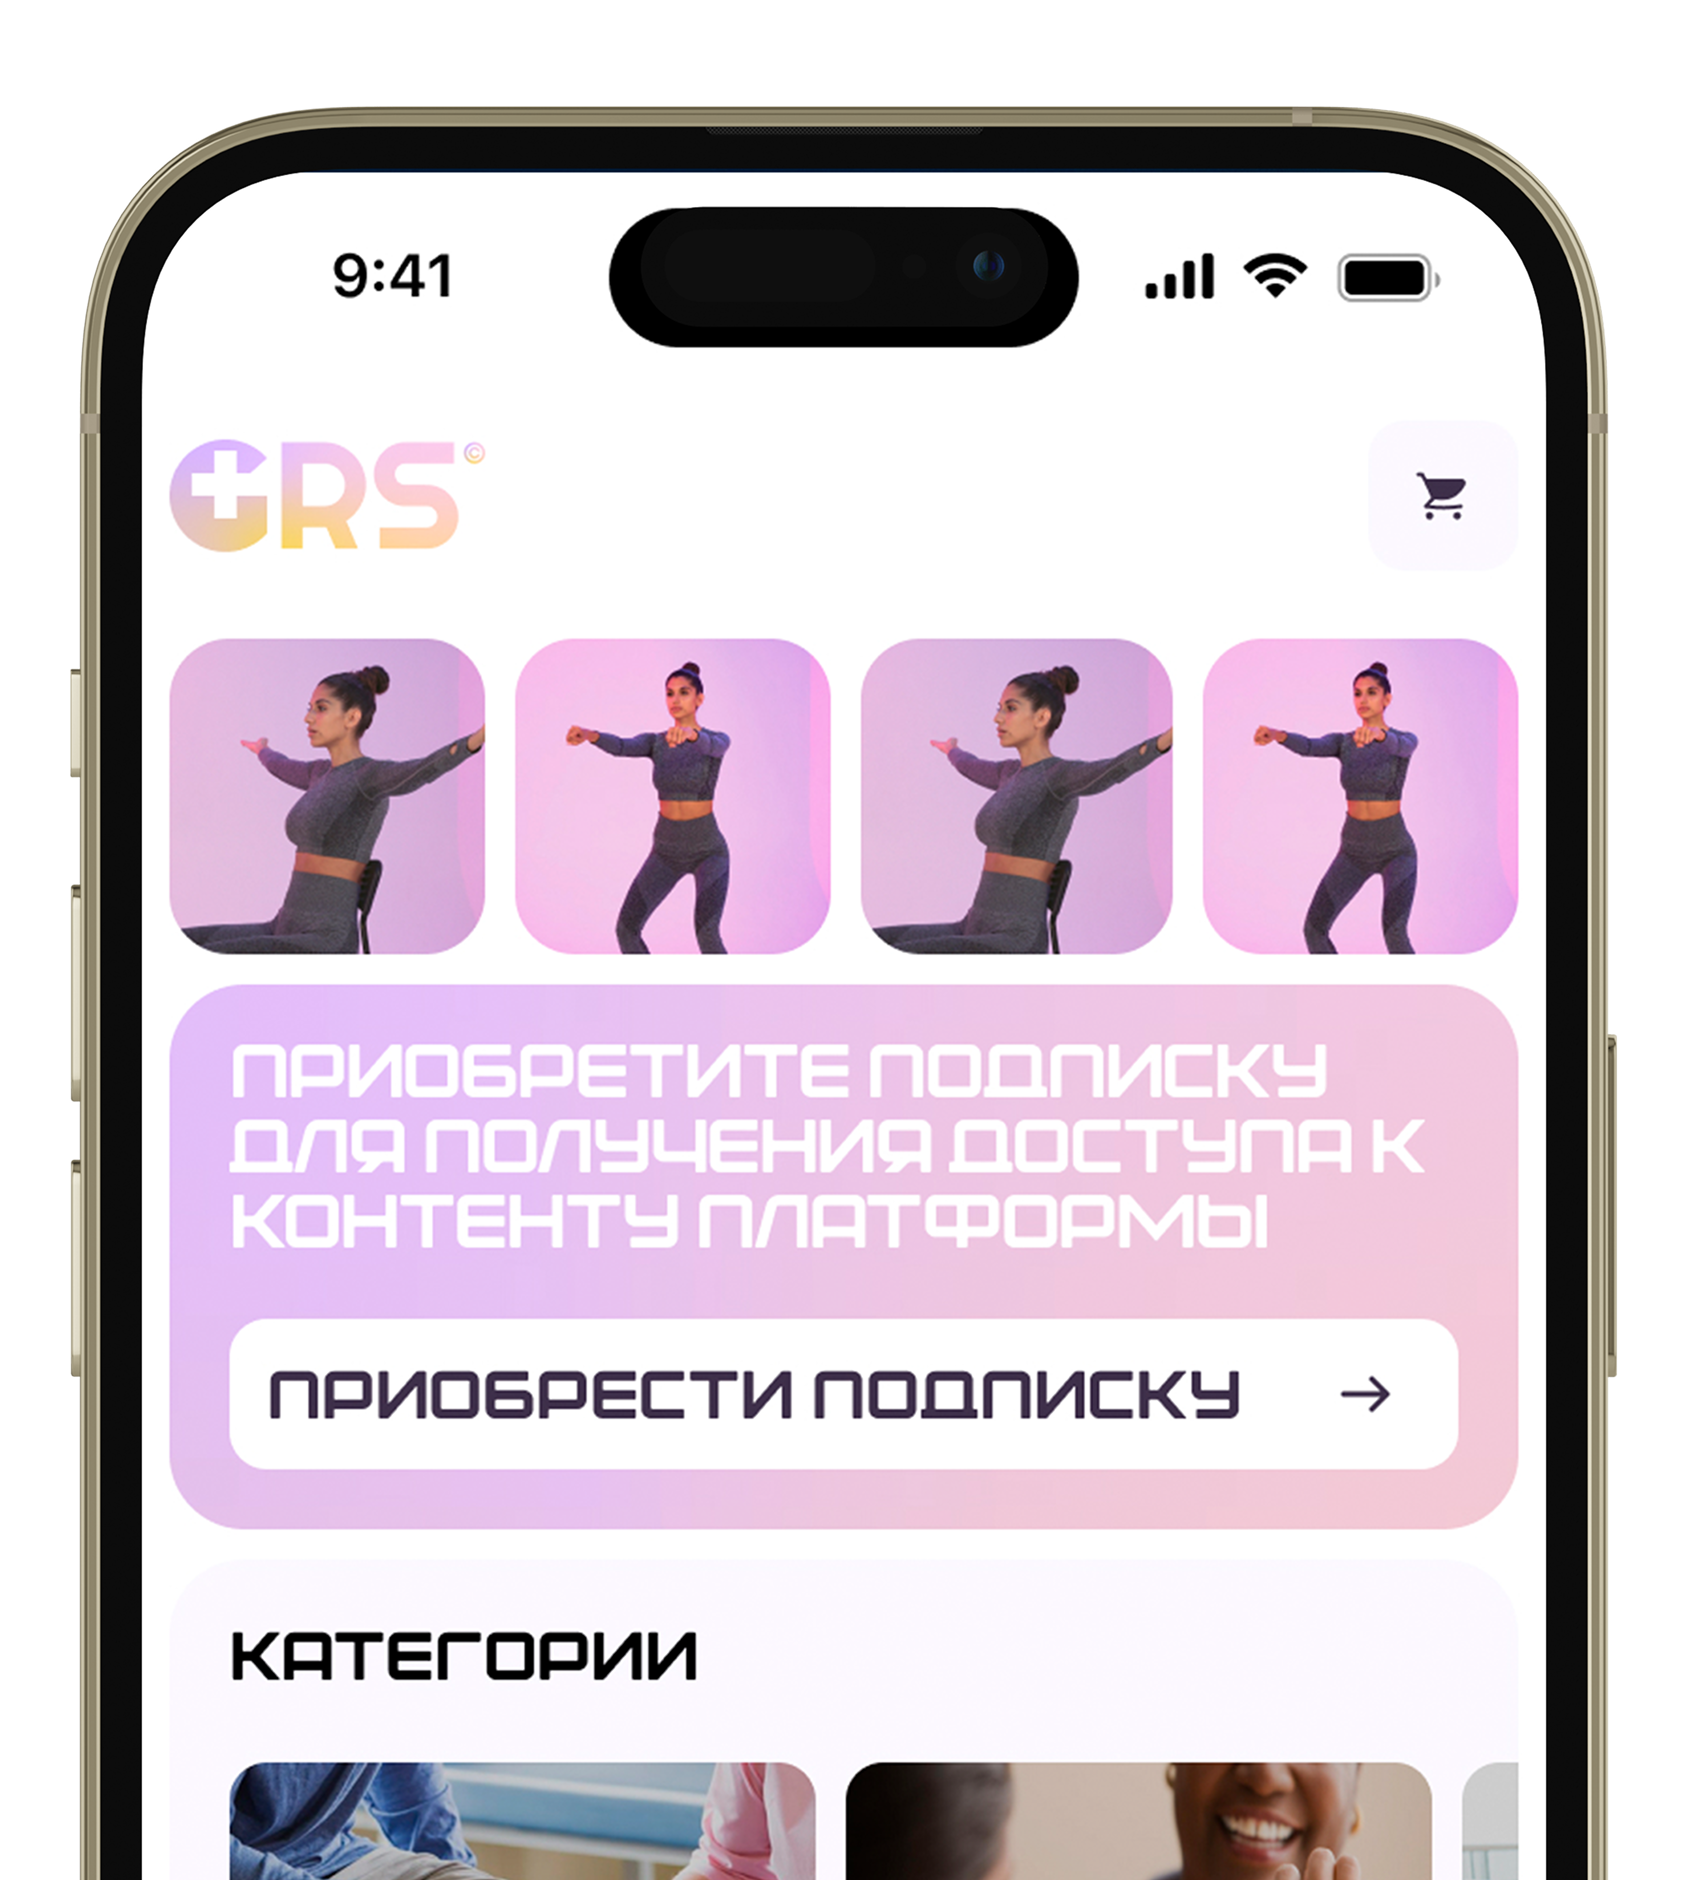 9:41
GRS©
ПРИОБРЕТИТЕ ПОДПИСКУ
ДЛЯ ПОЛУЧЕНИЯ ДОСТУПА К
КОНТЕНТУ ПЛАТФОРМЫ
ПРИОБРЕСТИ ПОДПИСКУ →
КАТЕГОРИИ